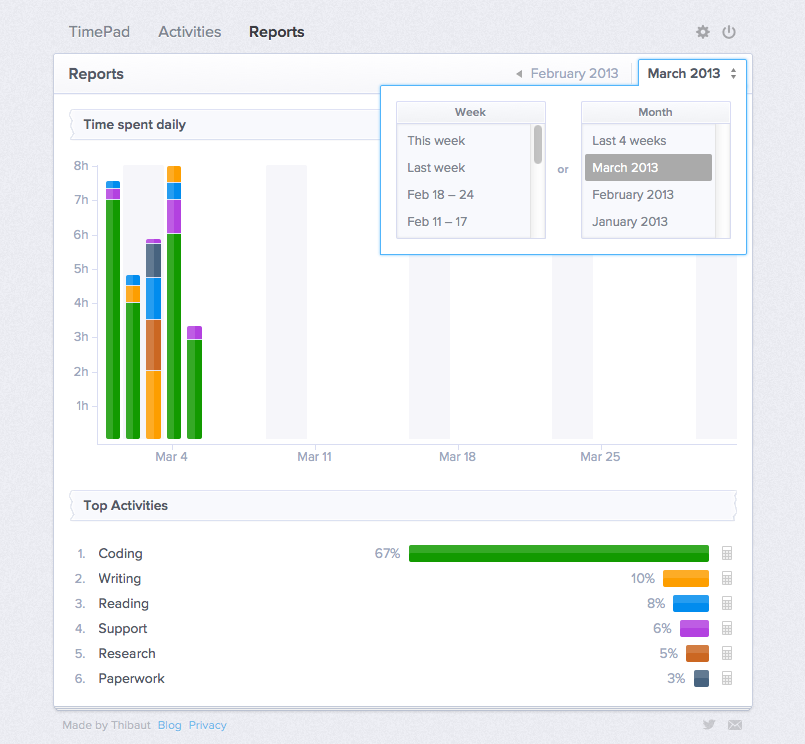 TimePad Activities Reports
Reports
February 2013
March 2013
Time spent daily
Week
This week
Last week
Feb 18 – 24
Feb 11 – 17
or
Month
Last 4 weeks
March 2013
February 2013
January 2013
8h
7h
6h
5h
4h
3h
2h
1h
Mar 4 Mar 11 Mar 18 Mar 25
Top Activities
1. Coding 67%
2. Writing 10%
3. Reading 8%
4. Support 6%
5. Research 5%
6. Paperwork 3%
Made by Thibaut Blog Privacy